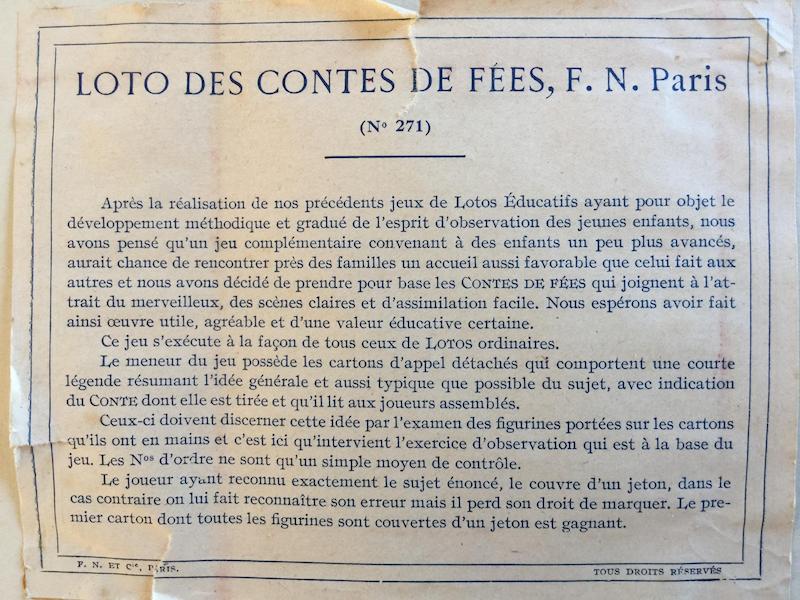 LOTO DES CONTES DE FÉES, F. N. Paris
(Nº 271)
Après la réalisation de nos précédents jeux de Lotos Éducatifs ayant pour objet le
développement méthodique et gradué de l'esprit d'observation des jeunes enfants, nous
avons pensé qu'un jeu complémentaire convenant à des enfants un peu plus avancés,
aurait chance de rencontrer près des familles un accueil aussi favorable que celui fait aux
autres et nous avons décidé de prendre pour base les CONTES DE FÉES qui joignent à l'at-
trait du merveilleux, des scènes claires et d'assimilation facile. Nous espérons avoir fait
ainsi œuvre utile, agréable et d'une valeur éducative certaine.
Ce jeu s'exécute à la façon de tous ceux de LOTOS ordinaires.
Le meneur du jeu possède les cartons d'appel détachés qui comportent une courte
légende résumant l'idée générale et aussi typique que possible du sujet, avec indication
du CONTE dont elle est tirée et qu'il lit aux joueurs assemblés.
Ceux-ci doivent discerner cette idée par l'examen des figurines portées sur les cartons
qu'ils ont en mains et c'est ici qu'intervient l'exercice d'observation qui est à la base du
jeu. Les Nos d'ordre ne sont qu'un simple moyen de contrôle.
Le joueur ayant reconnu exactement le sujet énoncé, le couvre d'un jeton, dans le
cas contraire on lui fait reconnaître son erreur mais il perd son droit de marquer. Le pre-
mier carton dont toutes les figurines sont couvertes d'un jeton est gagnant.
F. N. ET Cie, PARIS.
TOUS DROITS RÉSERVÉS